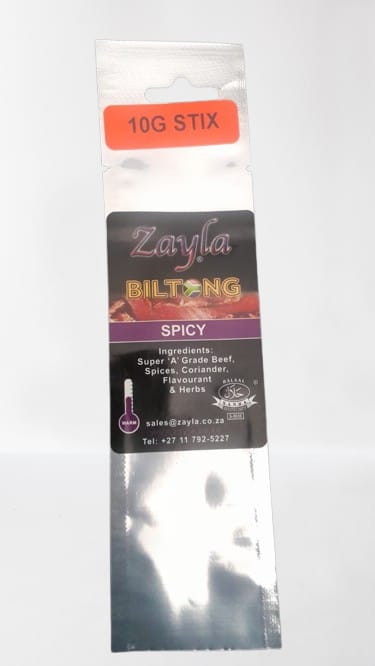 10G STIX
Zayla
®
BILTONG
SPICY
Ingredients:
Super 'A' Grade Beef,
Spices, Coriander,
Flavourant
& Herbs
HALAAL
®
WARM
sales@zayla.co.za
Tel: +27 11 792-5227